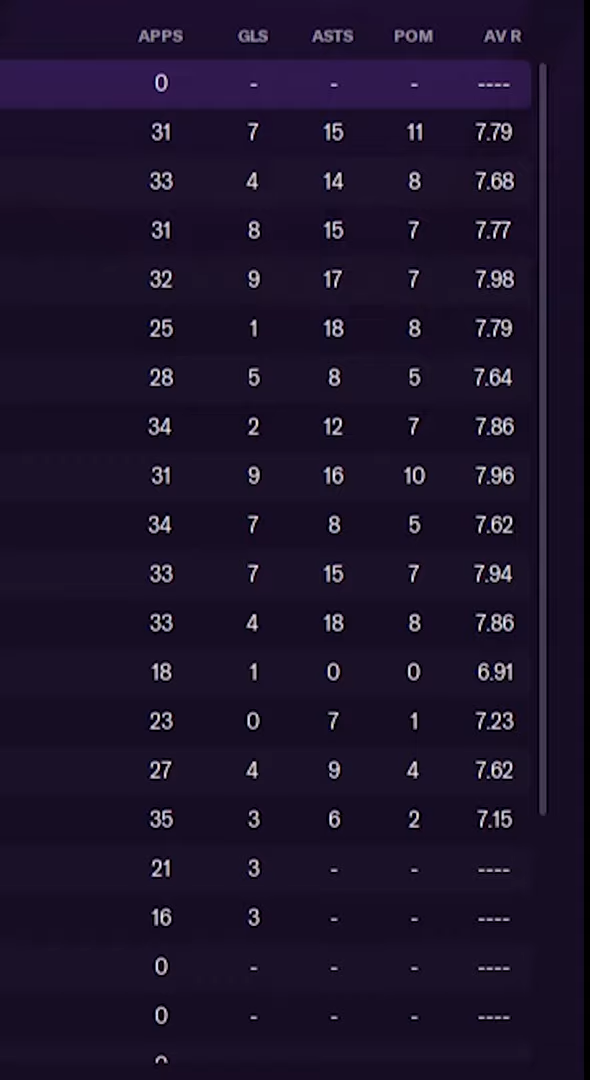 APPS GLS ASTS POM AV R
0 - - - ----
31 7 15 11 7.79
33 4 14 8 7.68
31 8 15 7 7.77
32 9 17 7 7.98
25 1 18 8 7.79
28 5 8 5 7.64
34 2 12 7 7.86
31 9 16 10 7.96
34 7 8 5 7.62
33 7 15 7 7.94
33 4 18 8 7.86
18 1 0 0 6.91
23 0 7 1 7.23
27 4 9 4 7.62
35 3 6 2 7.15
21 3 - - ----
16 3 - - ----
0 - - - ----
0 - - - ----